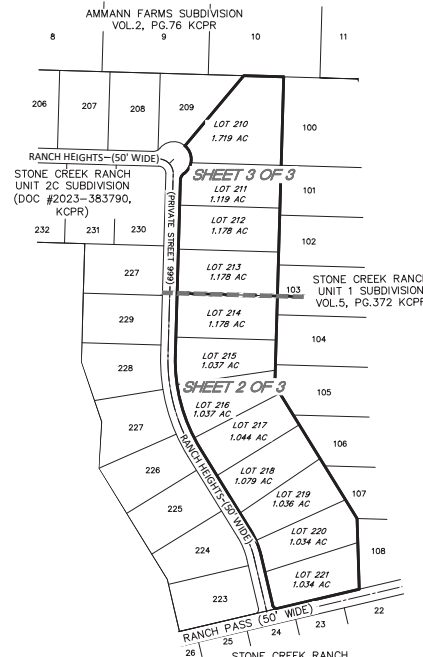 AMMANN FARMS SUBDIVISION
VOL.2, PG.76 KCPR
8
9
10
11
206
207
208
209
LOT 210
1.719 AC
100
RANCH HEIGHTS-(50' WIDE)
STONE CREEK RANCH
UNIT 2C SUBDIVISION
(DOC #2023-383790,
KCPR)
SHEET 3 OF 3
LOT 211
1.119 AC
101
(PRIVATE STREET 999)
LOT 212
1.178 AC
102
232
231
230
227
LOT 213
1.178 AC
103
STONE CREEK RANCH
UNIT 1 SUBDIVISION
VOL.5, PG.372 KCPR
229
LOT 214
1.178 AC
104
228
LOT 215
1.037 AC
SHEET 2 OF 3
105
227
LOT 216
1.037 AC
LOT 217
1.044 AC
106
RANCH HEIGHTS-(50' WIDE)
226
LOT 218
1.079 AC
107
225
LOT 219
1.036 AC
224
LOT 220
1.034 AC
108
223
LOT 221
1.034 AC
RANCH PASS (50' WIDE)
26
25
24
23
22
STONE CREEK RANCH